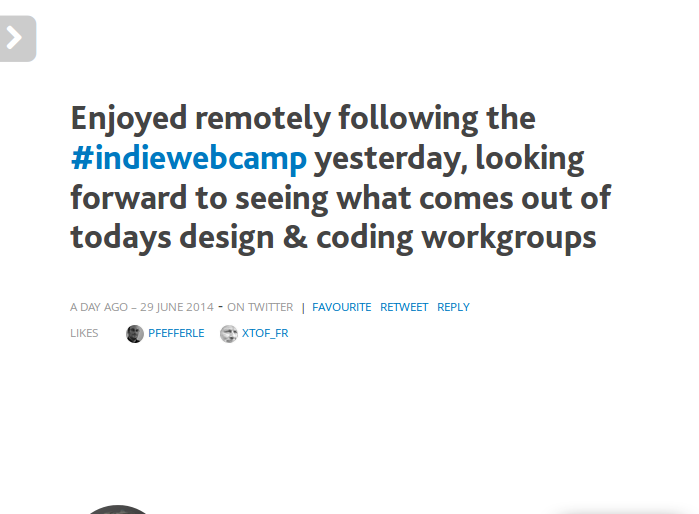 Enjoyed remotely following the
#indiewebcamp yesterday, looking
forward to seeing what comes out of
todays design & coding workgroups
A DAY AGO – 29 JUNE 2014 - ON TWITTER | FAVOURITE RETWEET REPLY
LIKES PFEFFERLE XTOF_FR